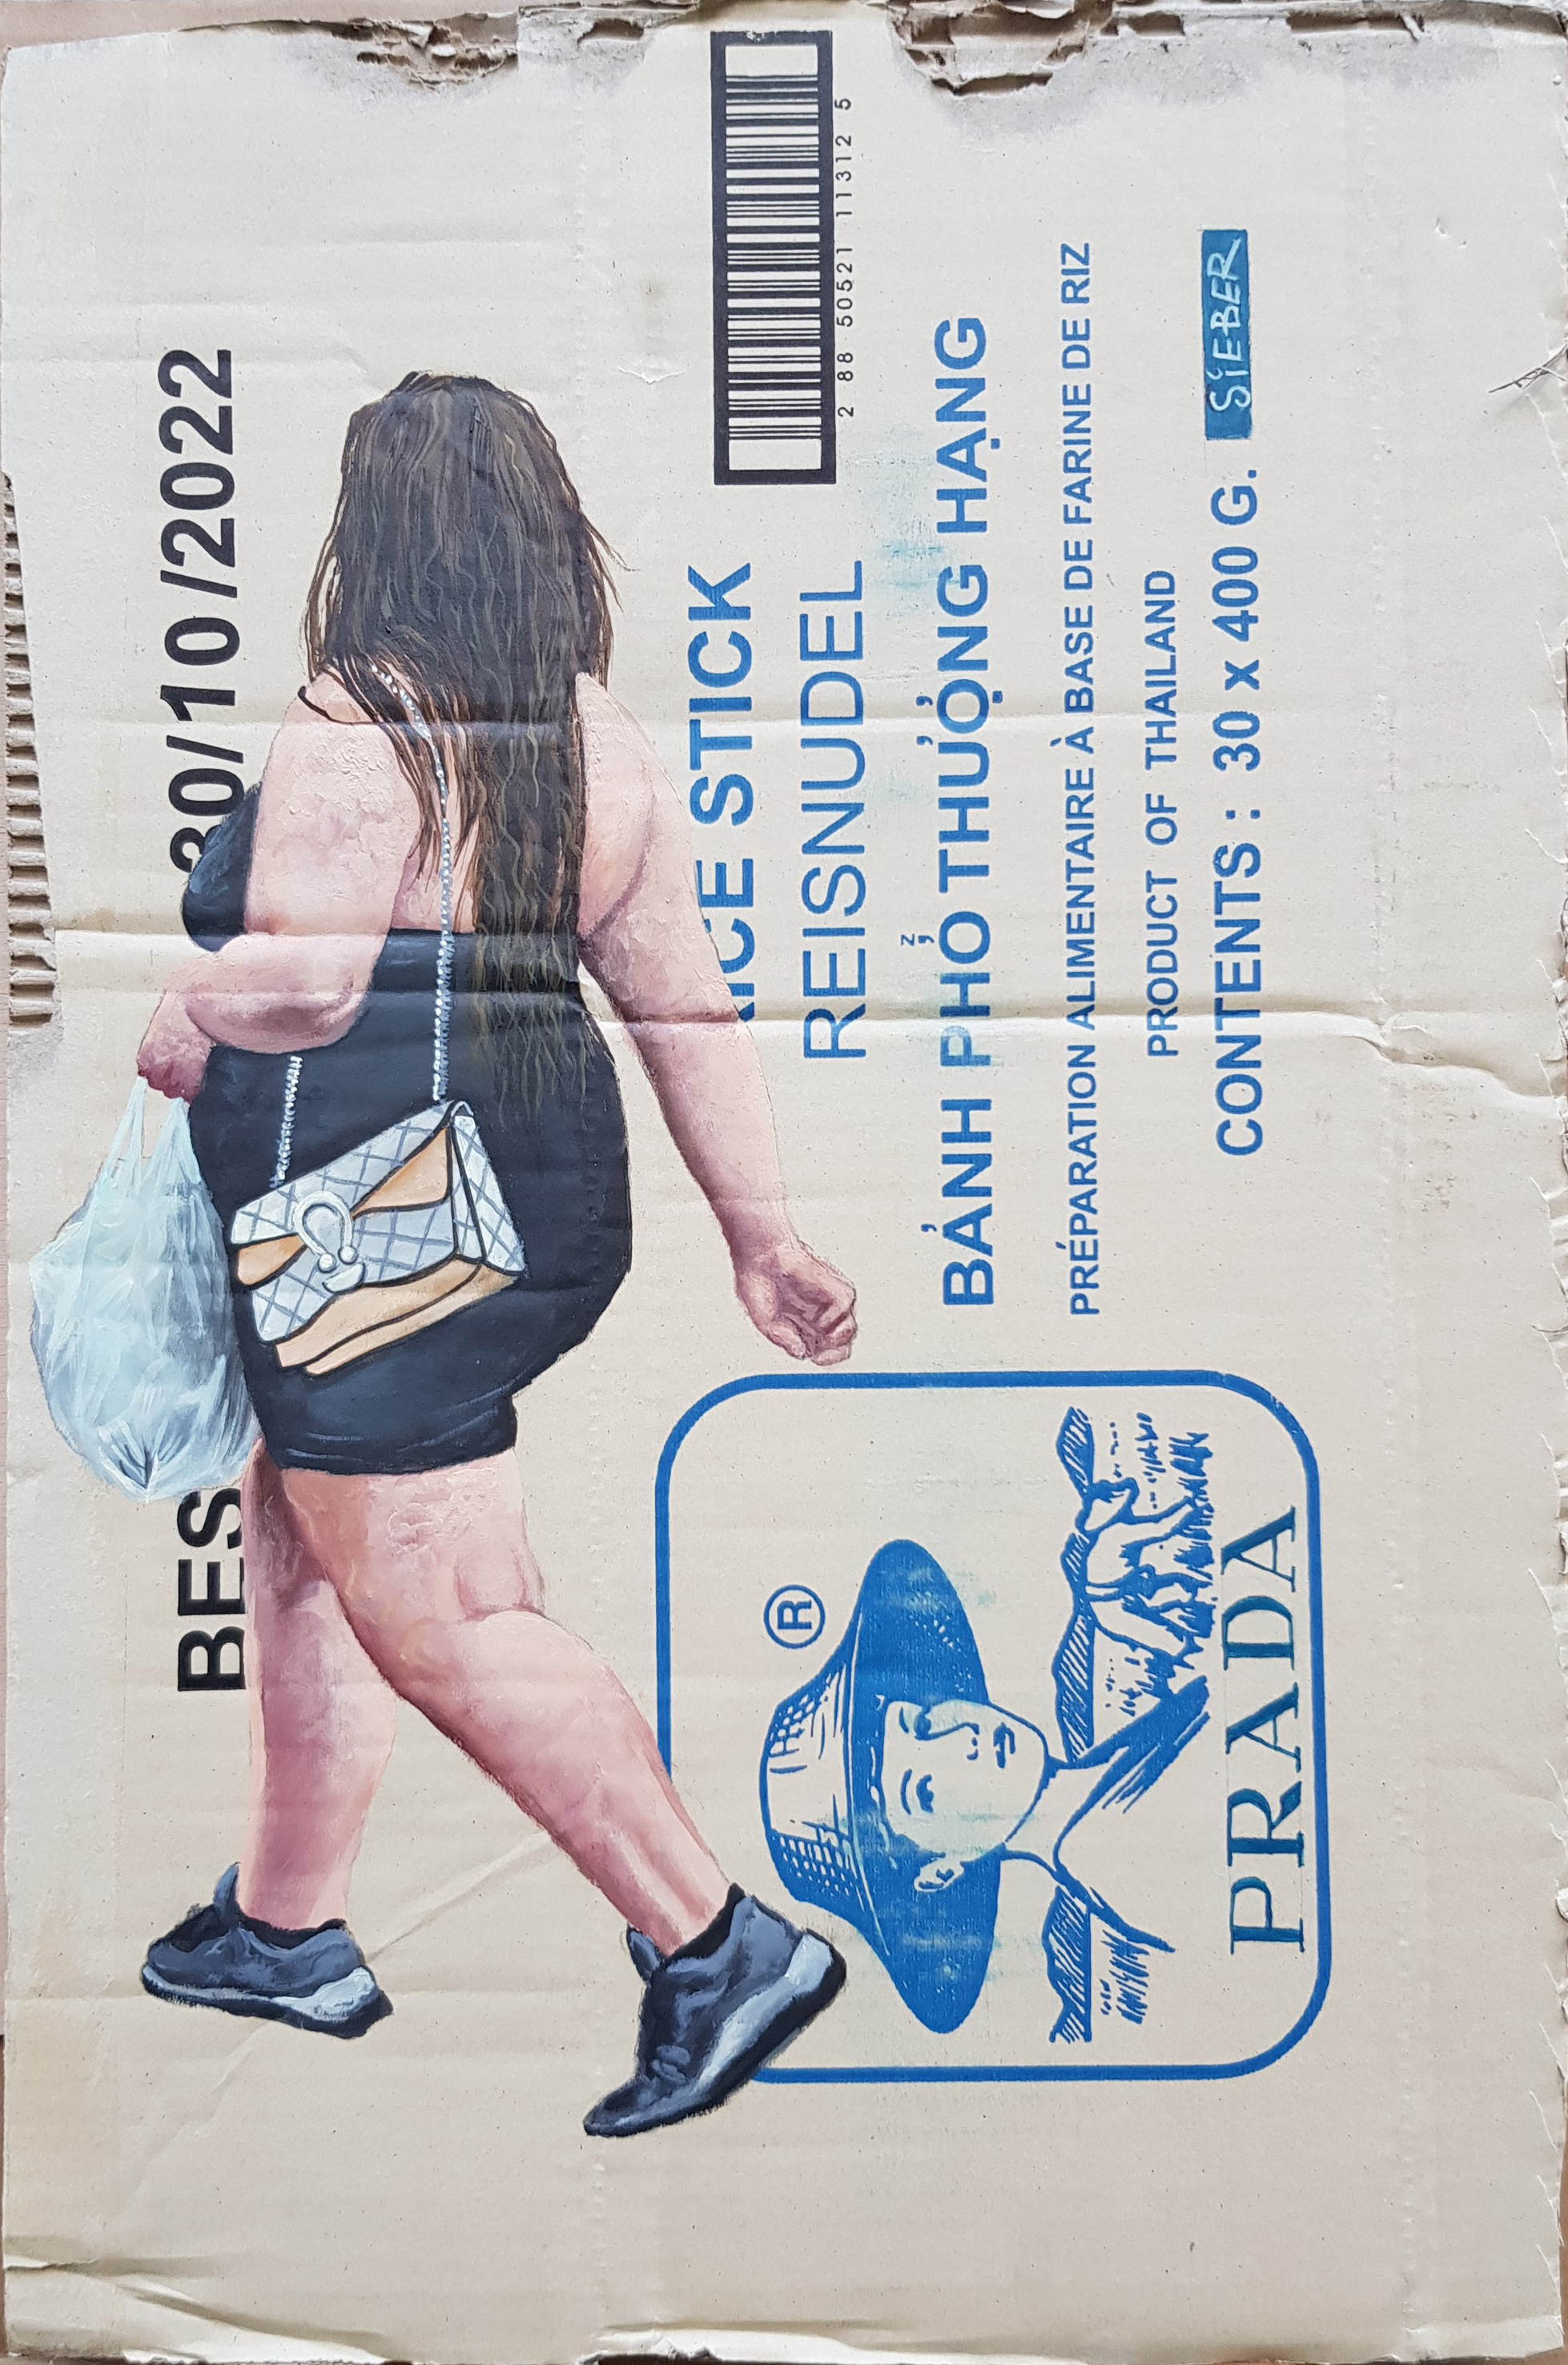 BES 30/10/2022
RICE STICK
2 88 50521 11312 5
REISNUDEL
BÁNH PHỞ THƯỢNG HẠNG
PRÉPARATION ALIMENTAIRE À BASE DE FARINE DE RIZ
PRODUCT OF THAILAND
CONTENTS : 30 x 400 G.
SIEBER
®
PRADA